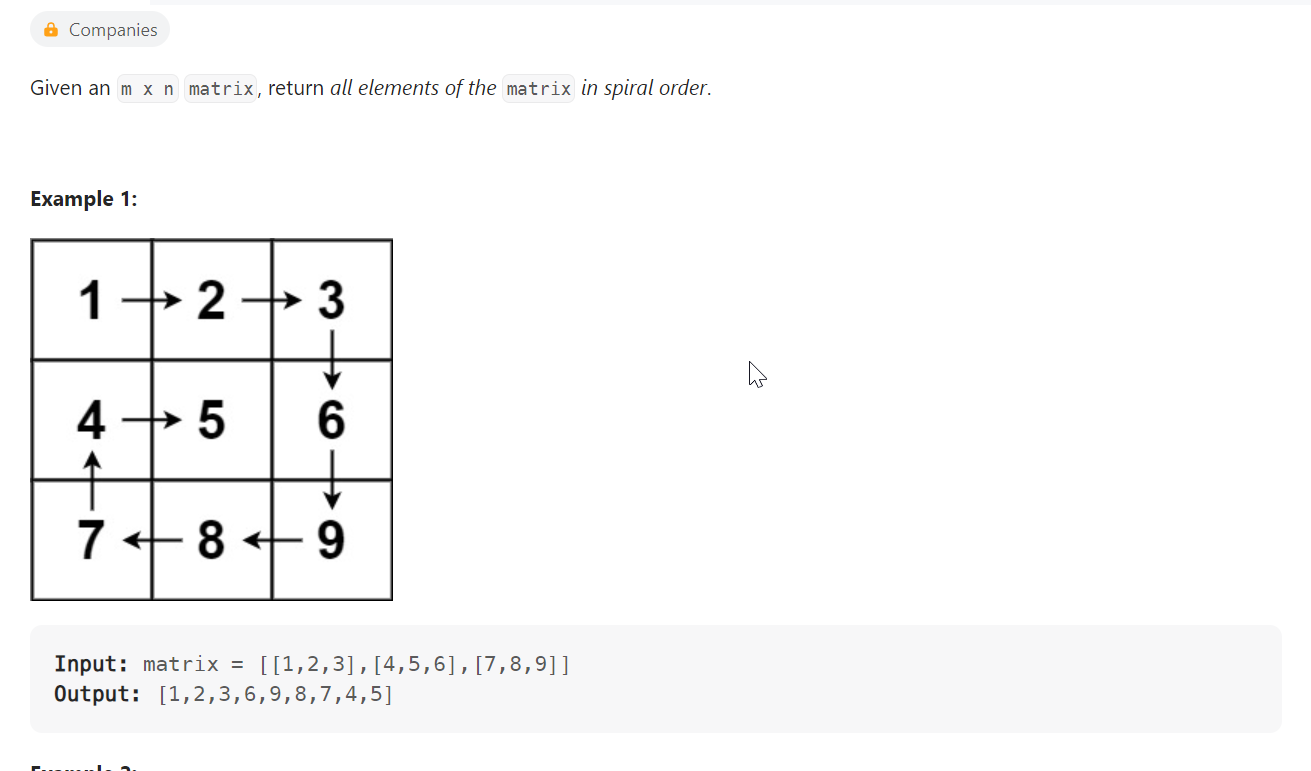 Companies
Given an m x n matrix, return all elements of the matrix in spiral order.
Example 1:
1 2 3
4 5 6
7 8 9
Input: matrix = [[1,2,3],[4,5,6],[7,8,9]]
Output: [1,2,3,6,9,8,7,4,5]
Example 2: